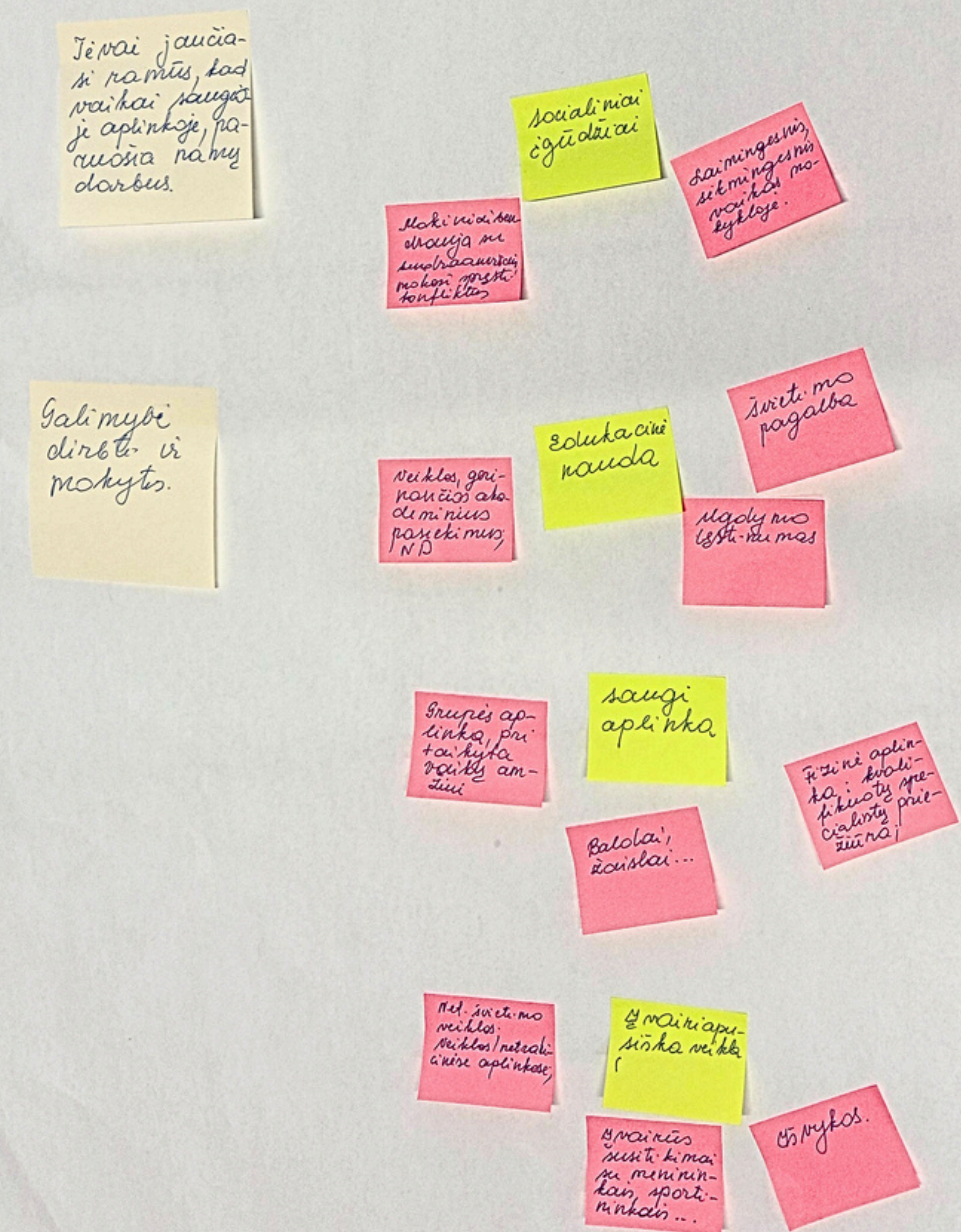 Tėvai jaučia-
si ramūs, kad
vaikai saugio
je aplinkoje, pa-
ruošia namų
darbus.
socialiniai
įgūdžiai
Laimingesnis,
sėkmingesnis
vaikas mo-
kykloje.
Mokiniai ben
drauja su
bendraamžiais
mokosi spręsti
konfliktus
Galimybė
dirbti ir
mokytis.
Edukacinė
nauda
švietimo
pagalba
Veiklos, geri-
nančios aka
deminius
pasiekimus,
ND
Ugdymo
tęstinumas
saugi
aplinka
Grupės ap-
linka, pri
taikyta
vaikų am-
žiui
Fizinė aplin-
ka; kvali-
fikuotų spe-
cialistų prie-
žiūra;
Baldai,
žaislai...
Nef. švietimo
veiklos.
veiklos/netradi
cinėse aplinkose;
Įvairiapu-
siška veikla
Įvairūs
susitikimai
su meninin-
kais, sporti-
ninkais...
Išvykos.